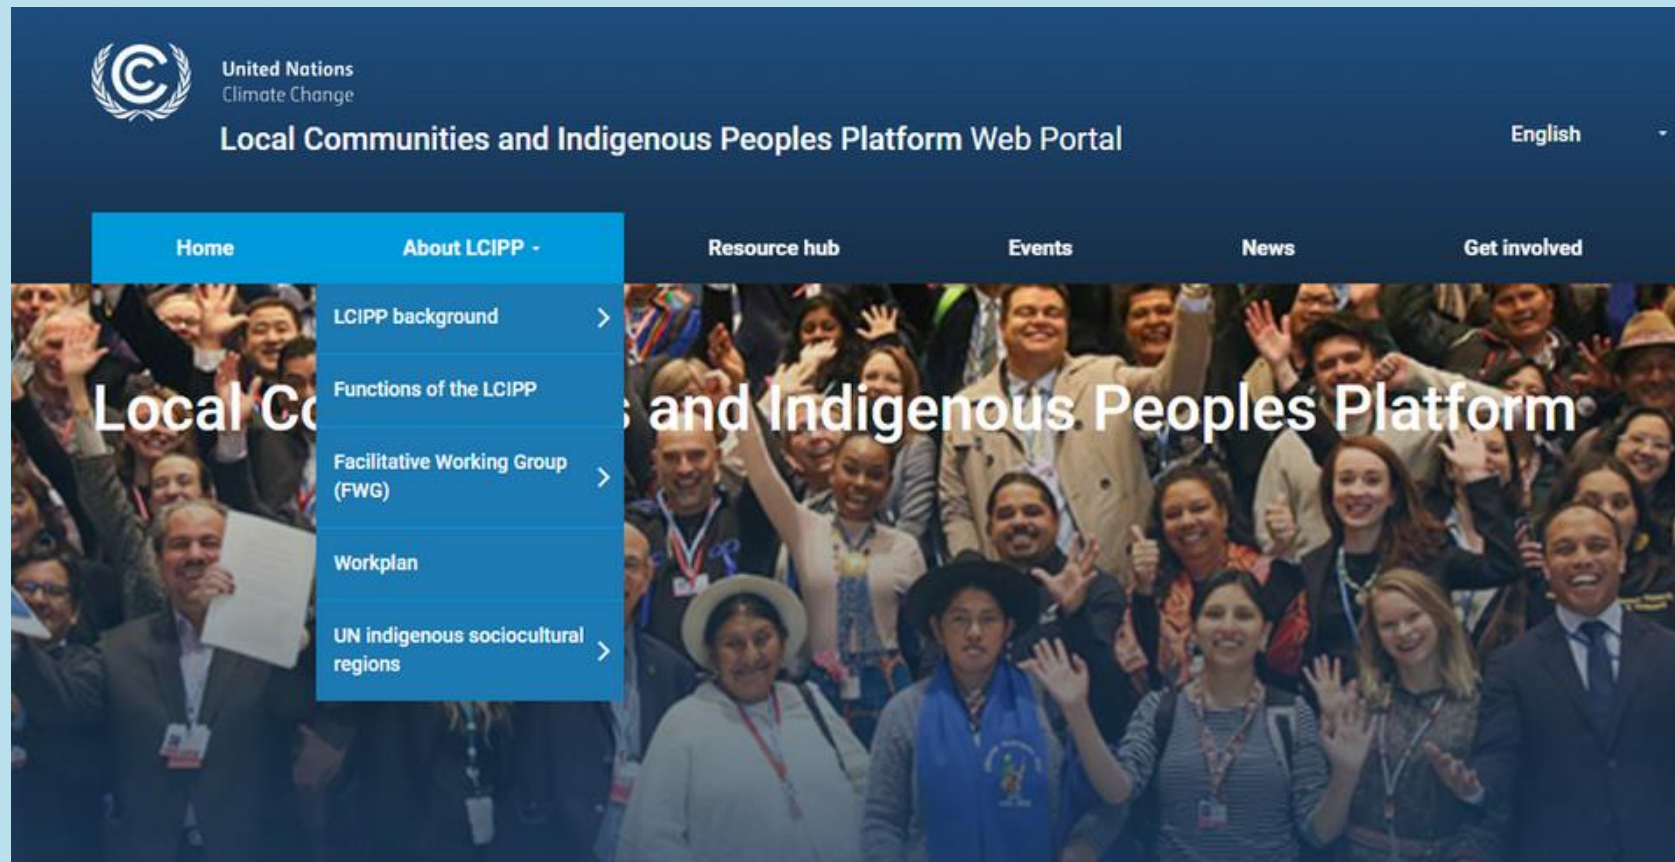 United Nations
Climate Change
Local Communities and Indigenous Peoples Platform Web Portal
English
Home About LCIPP Resource hub Events News Get involved
LCIPP background
Functions of the LCIPP
Local Co s and Indigenous Peoples Platform
Facilitative Working Group
(FWG)
Workplan
UN indigenous sociocultural
regions